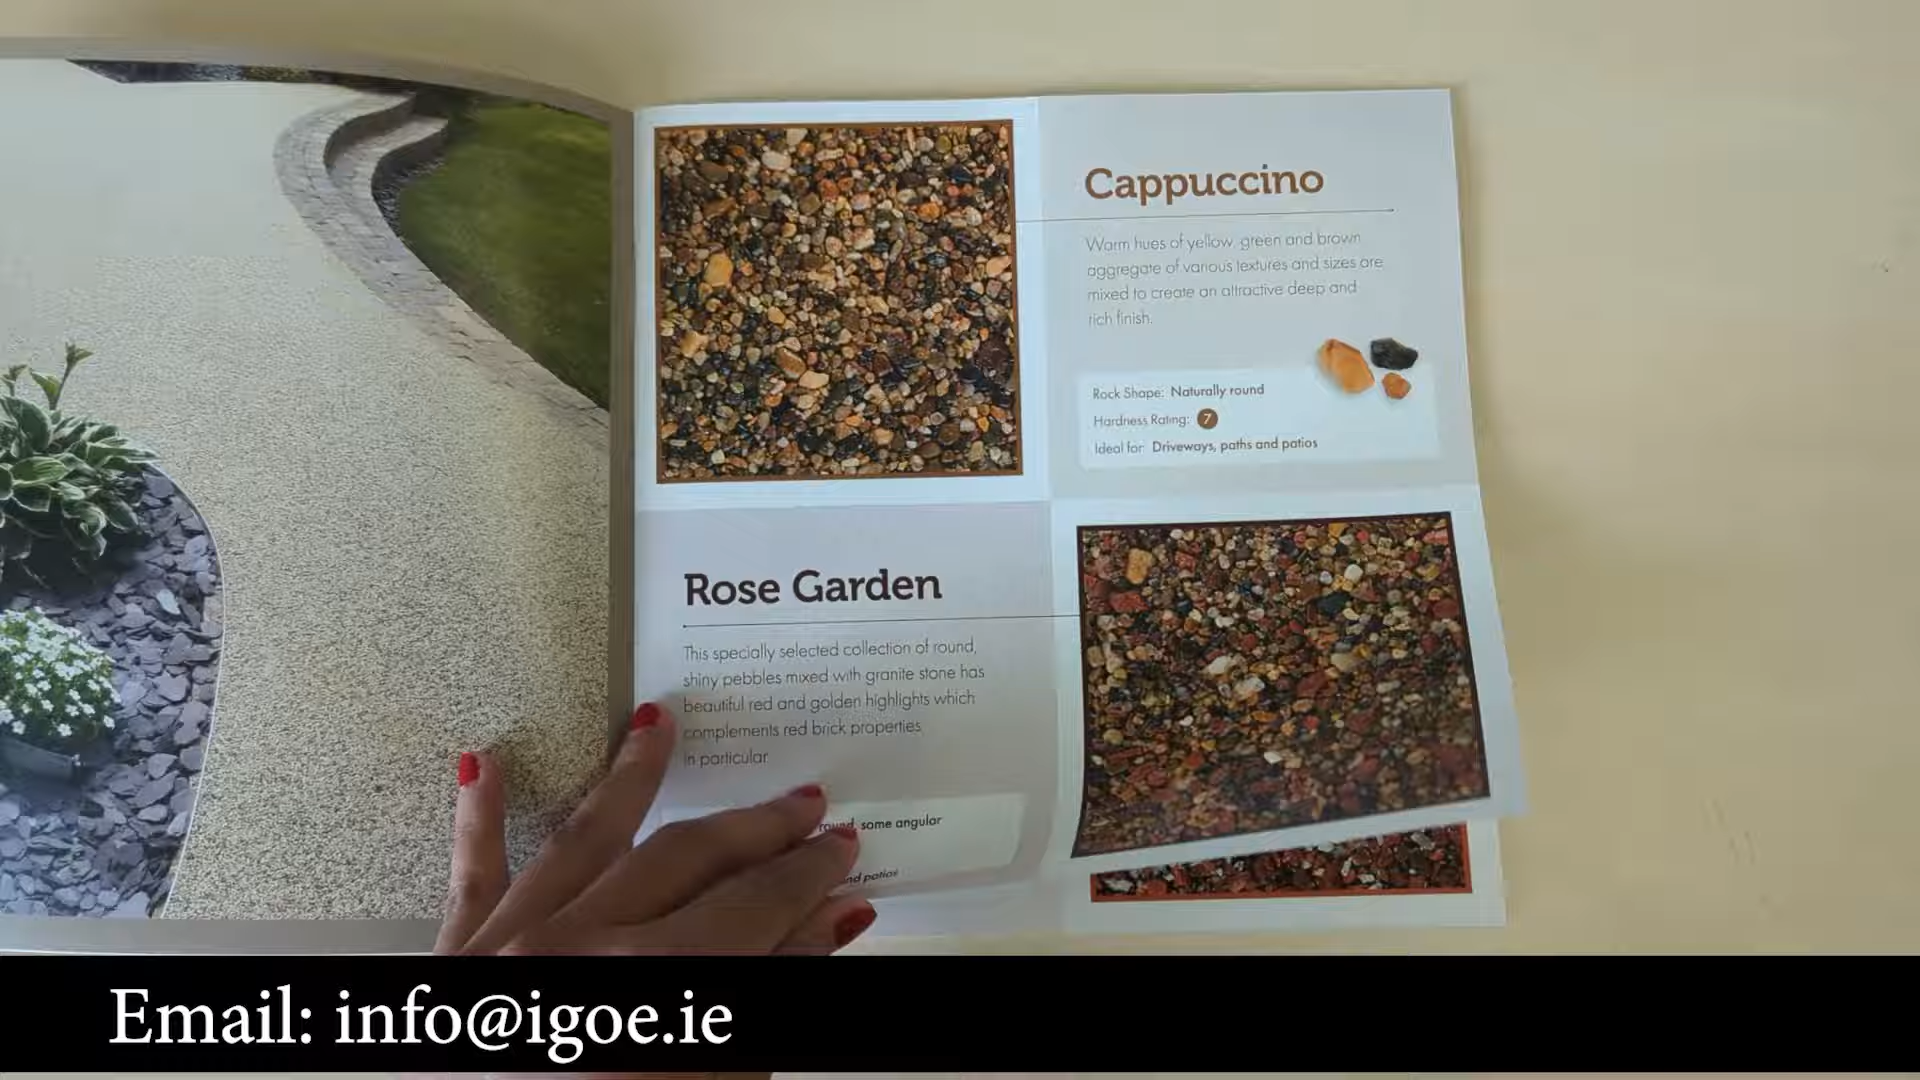 Cappuccino
Warm hues of yellow, green and brown
aggregate of various textures and sizes are
mixed to create an attractive deep and
rich finish.
Rock Shape: Naturally round
Hardness Rating: 7
Ideal for: Driveways, paths and patios
Rose Garden
This specially selected collection of round,
shiny pebbles mixed with granite stone has
beautiful red and golden highlights which
complements red brick properties
in particular.
round, some angular
and patios
Email: info@igoe.ie